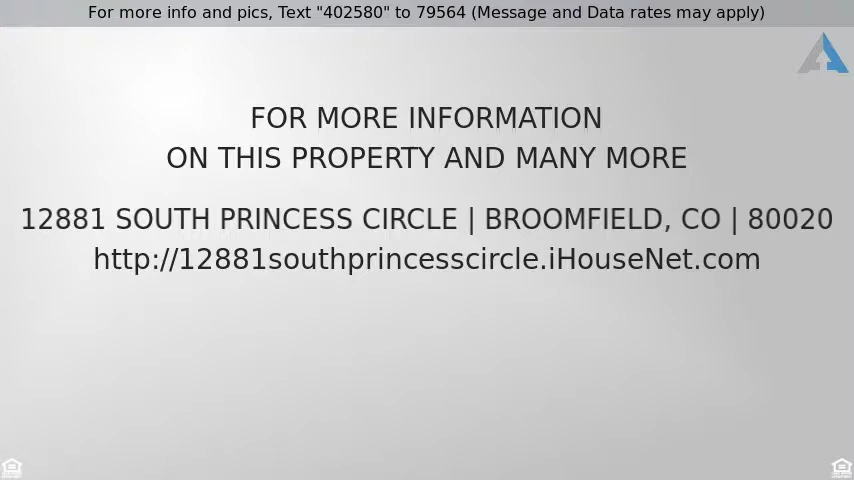 For more info and pics, Text "402580" to 79564 (Message and Data rates may apply)
FOR MORE INFORMATION
ON THIS PROPERTY AND MANY MORE
12881 SOUTH PRINCESS CIRCLE | BROOMFIELD, CO | 80020
http://12881southprincesscircle.iHouseNet.com